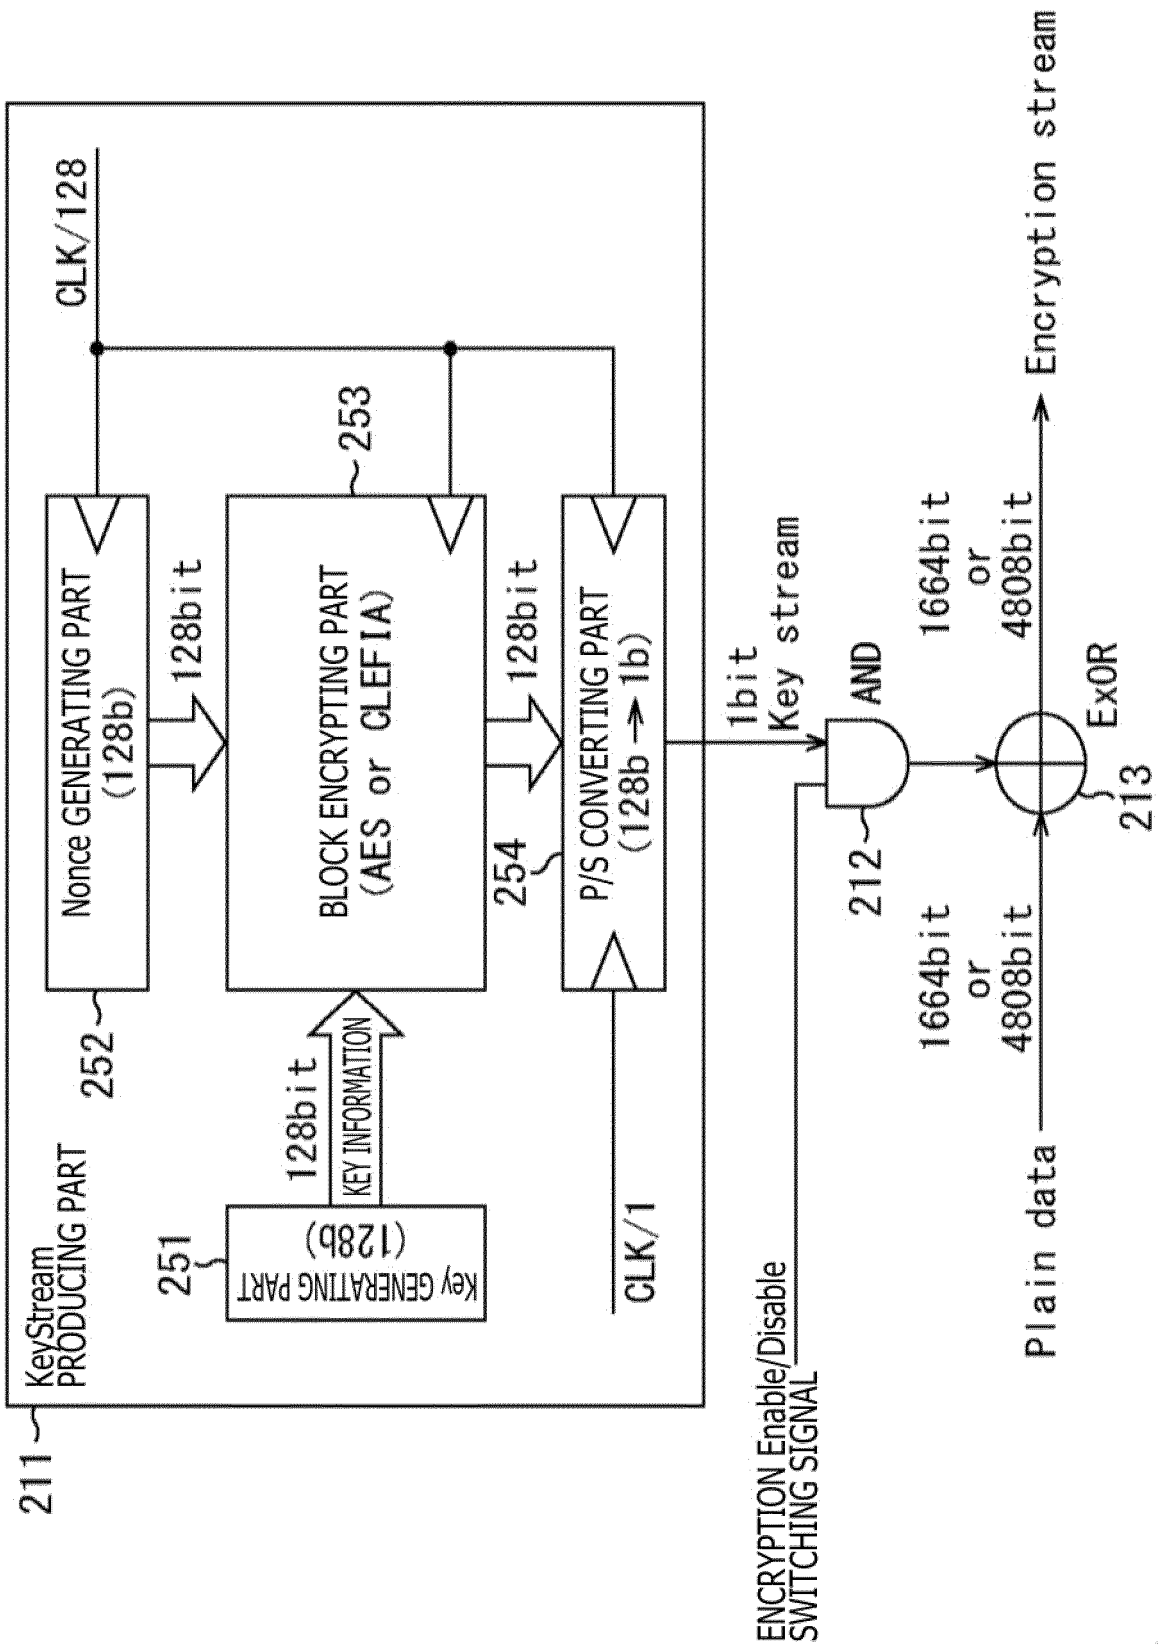 211
KeyStream
PRODUCING PART
252
Nonce GENERATING PART
(128b)
CLK/128
128bit
251
Key GENERATING PART
(128b)
128bit
KEY INFORMATION
BLOCK ENCRYPTING PART
(AES or CLEFIA)
253
128bit
254
P/S CONVERTING PART
(128b → 1b)
CLK/1
1bit
Key stream
ENCRYPTION Enable/Disable
SWITCHING SIGNAL
212
AND
Plain data
1664bit
or
4808bit
213
ExOR
1664bit
or
4808bit
Encryption stream